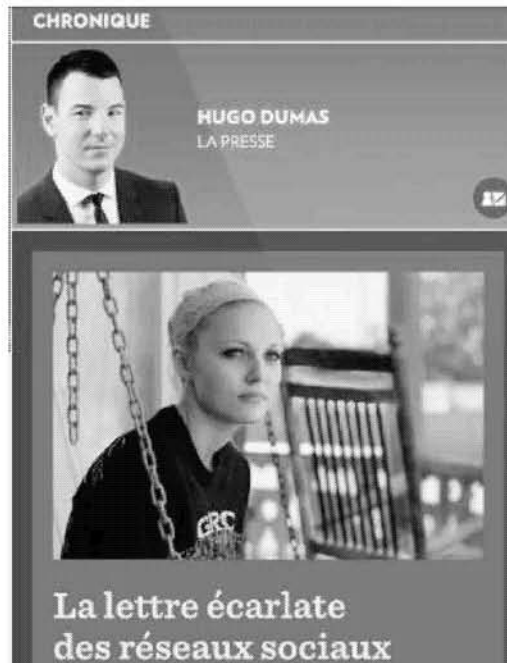 CHRONIQUE
HUGO DUMAS
LA PRESSE
GRC
La lettre écarlate
des réseaux sociaux